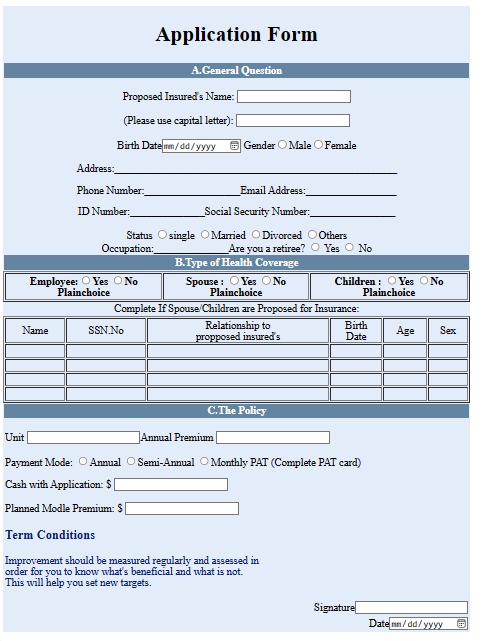 Application Form
A.General Question
Proposed Insured's Name:
(Please use capital letter):
Birth Date mm/dd/yyyy Gender Male Female
Address:
Phone Number: Email Address:
ID Number: Social Security Number:
Status single Married Divorced Others
Occupation: Are you a retiree? Yes No
B.Type of Health Coverage
Employee: Yes No Spouse : Yes No Children : Yes No
Plainchoice Plainchoice Plainchoice
Complete If Spouse/Children are Proposed for Insurance:
Name SSN.No Relationship to propposed insured's Birth Date Age Sex
C.The Policy
Unit Annual Premium
Payment Mode: Annual Semi-Annual Monthly PAT (Complete PAT card)
Cash with Application: $
Planned Modle Premium: $
Term Conditions
Improvement should be measured regularly and assessed in
order for you to know what's beneficial and what is not.
This will help you set new targets.
Signature
Date mm/dd/yyyy